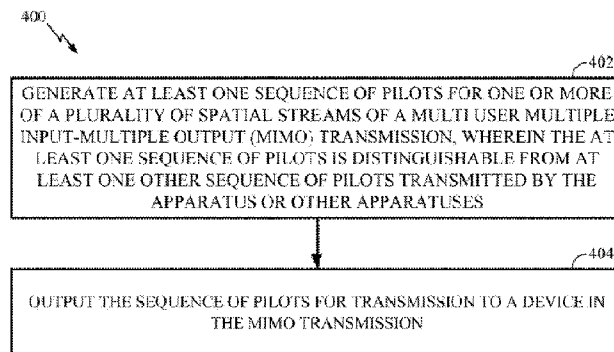 400
402
GENERATE AT LEAST ONE SEQUENCE OF PILOTS FOR ONE OR MORE
OF A PLURALITY OF SPATIAL STREAMS OF A MULTI USER MULTIPLE
INPUT-MULTIPLE OUTPUT (MIMO) TRANSMISSION, WHEREIN THE AT
LEAST ONE SEQUENCE OF PILOTS IS DISTINGUISHABLE FROM AT
LEAST ONE OTHER SEQUENCE OF PILOTS TRANSMITTED BY THE
APPARATUS OR OTHER APPARATUSES
404
OUTPUT THE SEQUENCE OF PILOTS FOR TRANSMISSION TO A DEVICE IN
THE MIMO TRANSMISSION